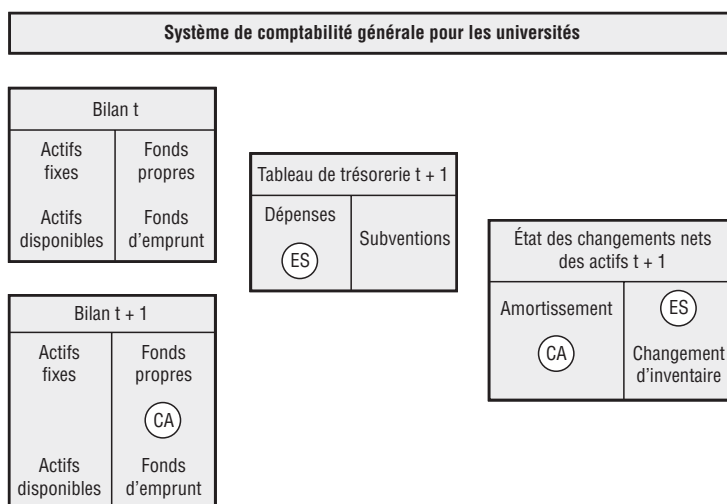 Système de comptabilité générale pour les universités
Bilan t
Actifs
fixes
Fonds
propres
Actifs
disponibles
Fonds
d'emprunt
Tableau de trésorerie t + 1
Dépenses
ES
Subventions
État des changements nets
des actifs t + 1
Amortissement
CA
ES
Changement
d'inventaire
Bilan t + 1
Actifs
fixes
Fonds
propres
CA
Actifs
disponibles
Fonds
d'emprunt